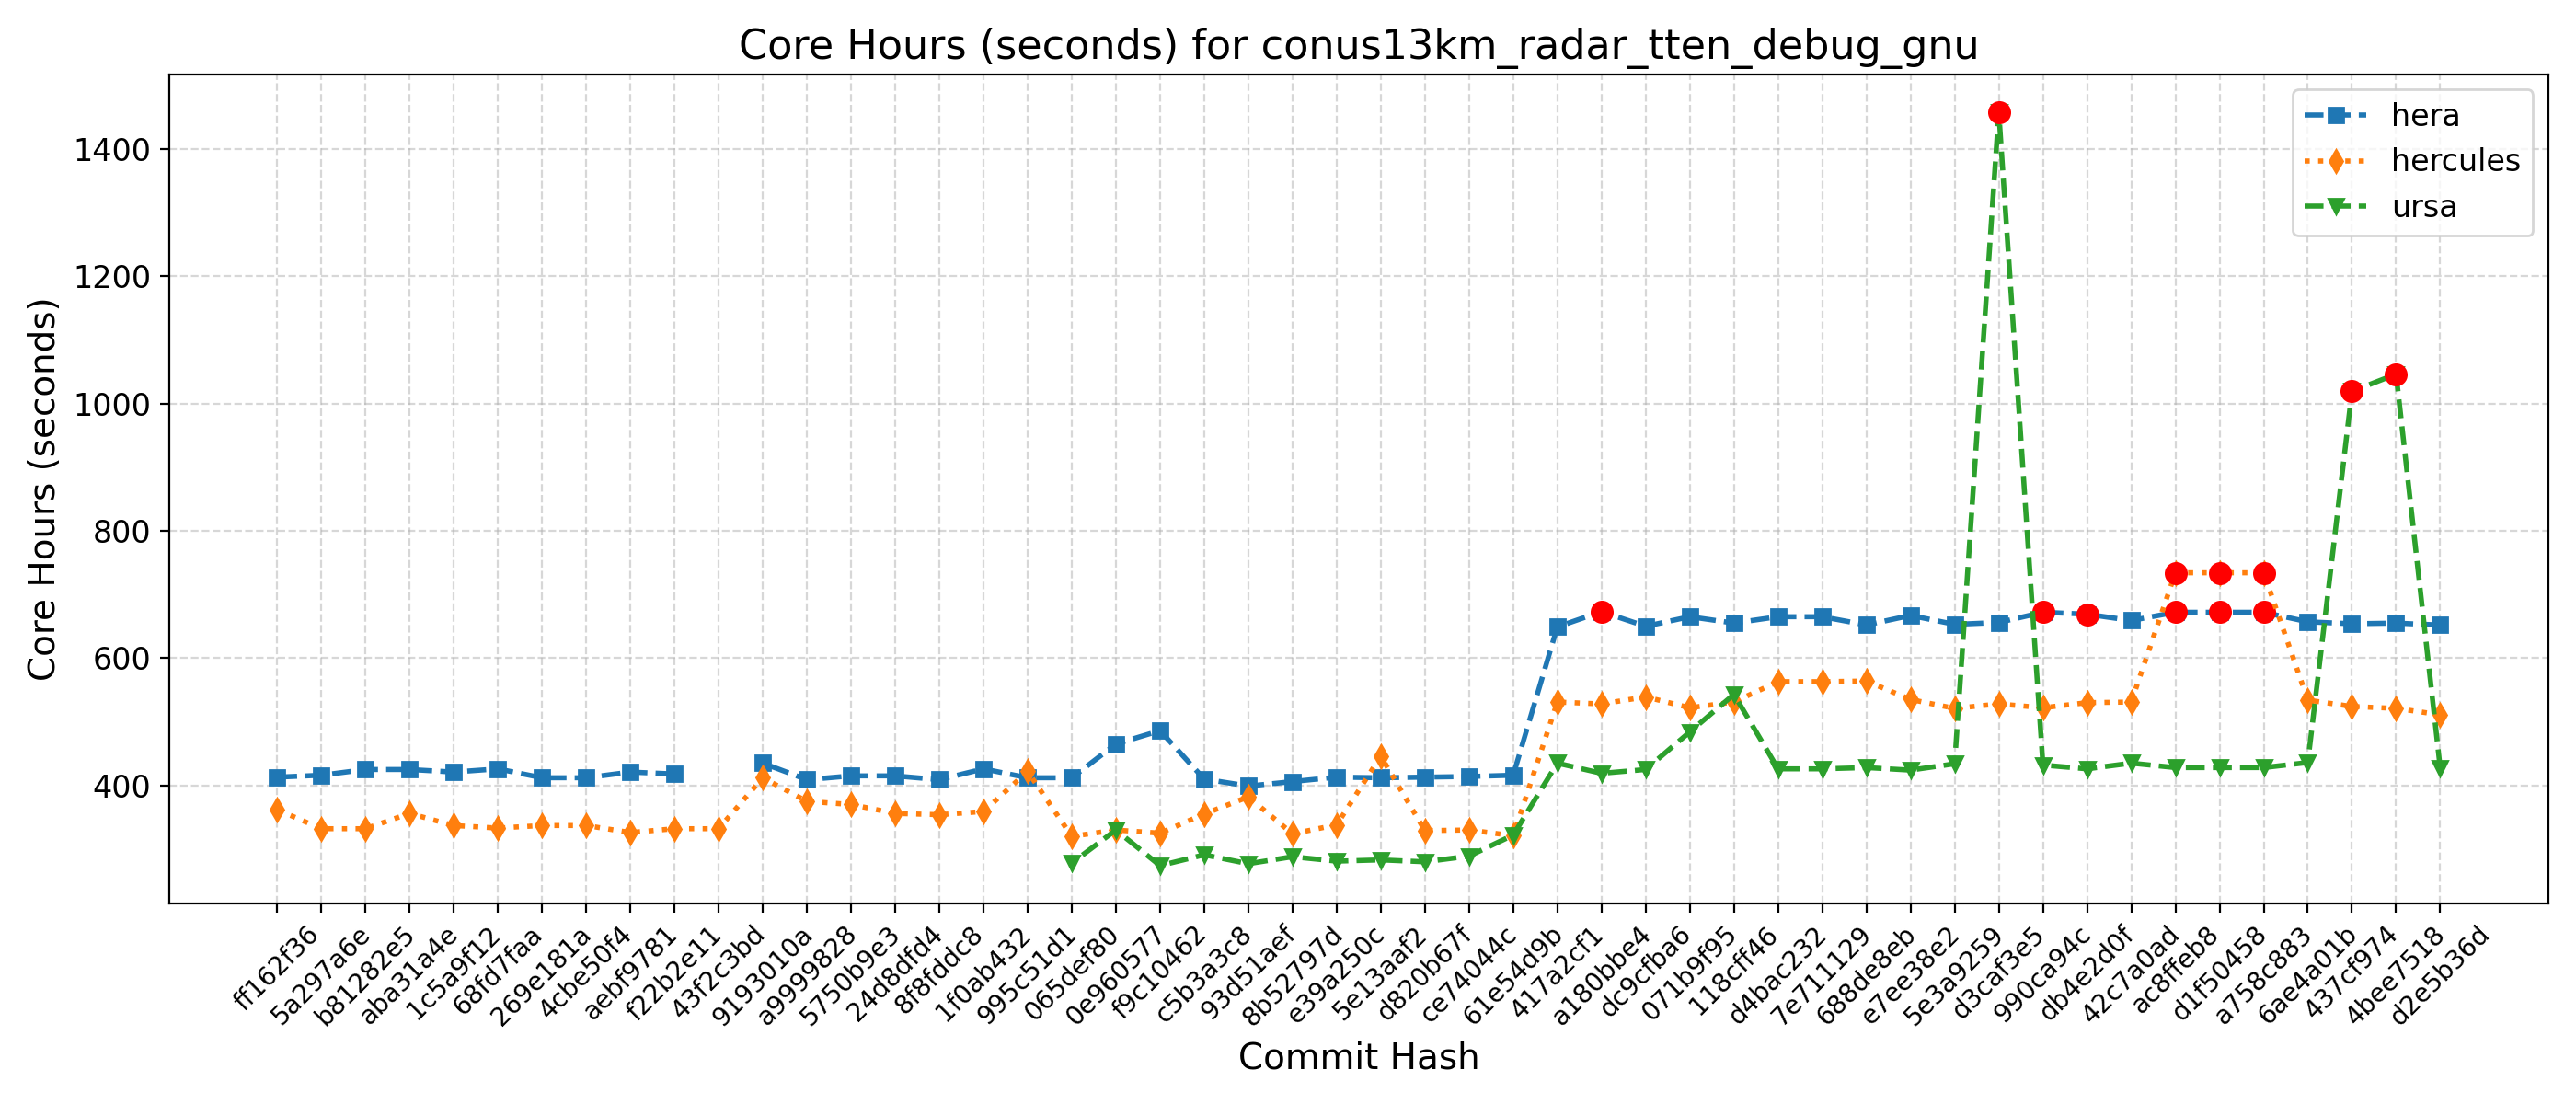 Core Hours (seconds) for conus13km_radar_tten_debug_gnu
Core Hours (seconds)
1400
1200
1000
800
600
400
hera
hercules
ursa
ff162f36
5a297a6e
b81282e5
aba31a4e
1c5a9f12
68fd7faa
269e181a
4cbe50f4
aebf9781
f22b2e11
43f2c3bd
9193010a
a9999828
5750b9e3
24d8dfd4
8f8fddc8
1f0ab432
995c51d1
065def80
0e960577
f9c10462
c5b3a3c8
93d51aef
8b52797d
e39a250c
5e13aaf2
d820b67f
ce74044c
61e54d9b
417a2cf1
a180bbe4
dc9cfba6
071b9f95
118cff46
d4bac232
7e711129
688de8eb
e7ee38e2
5e3a9259
d3caf3e5
990ca94c
db4e2d0f
42c7a0ad
ac8ffeb8
d1f50458
a758c883
6ae4a01b
437cf974
4bee7518
d2e5b36d
Commit Hash